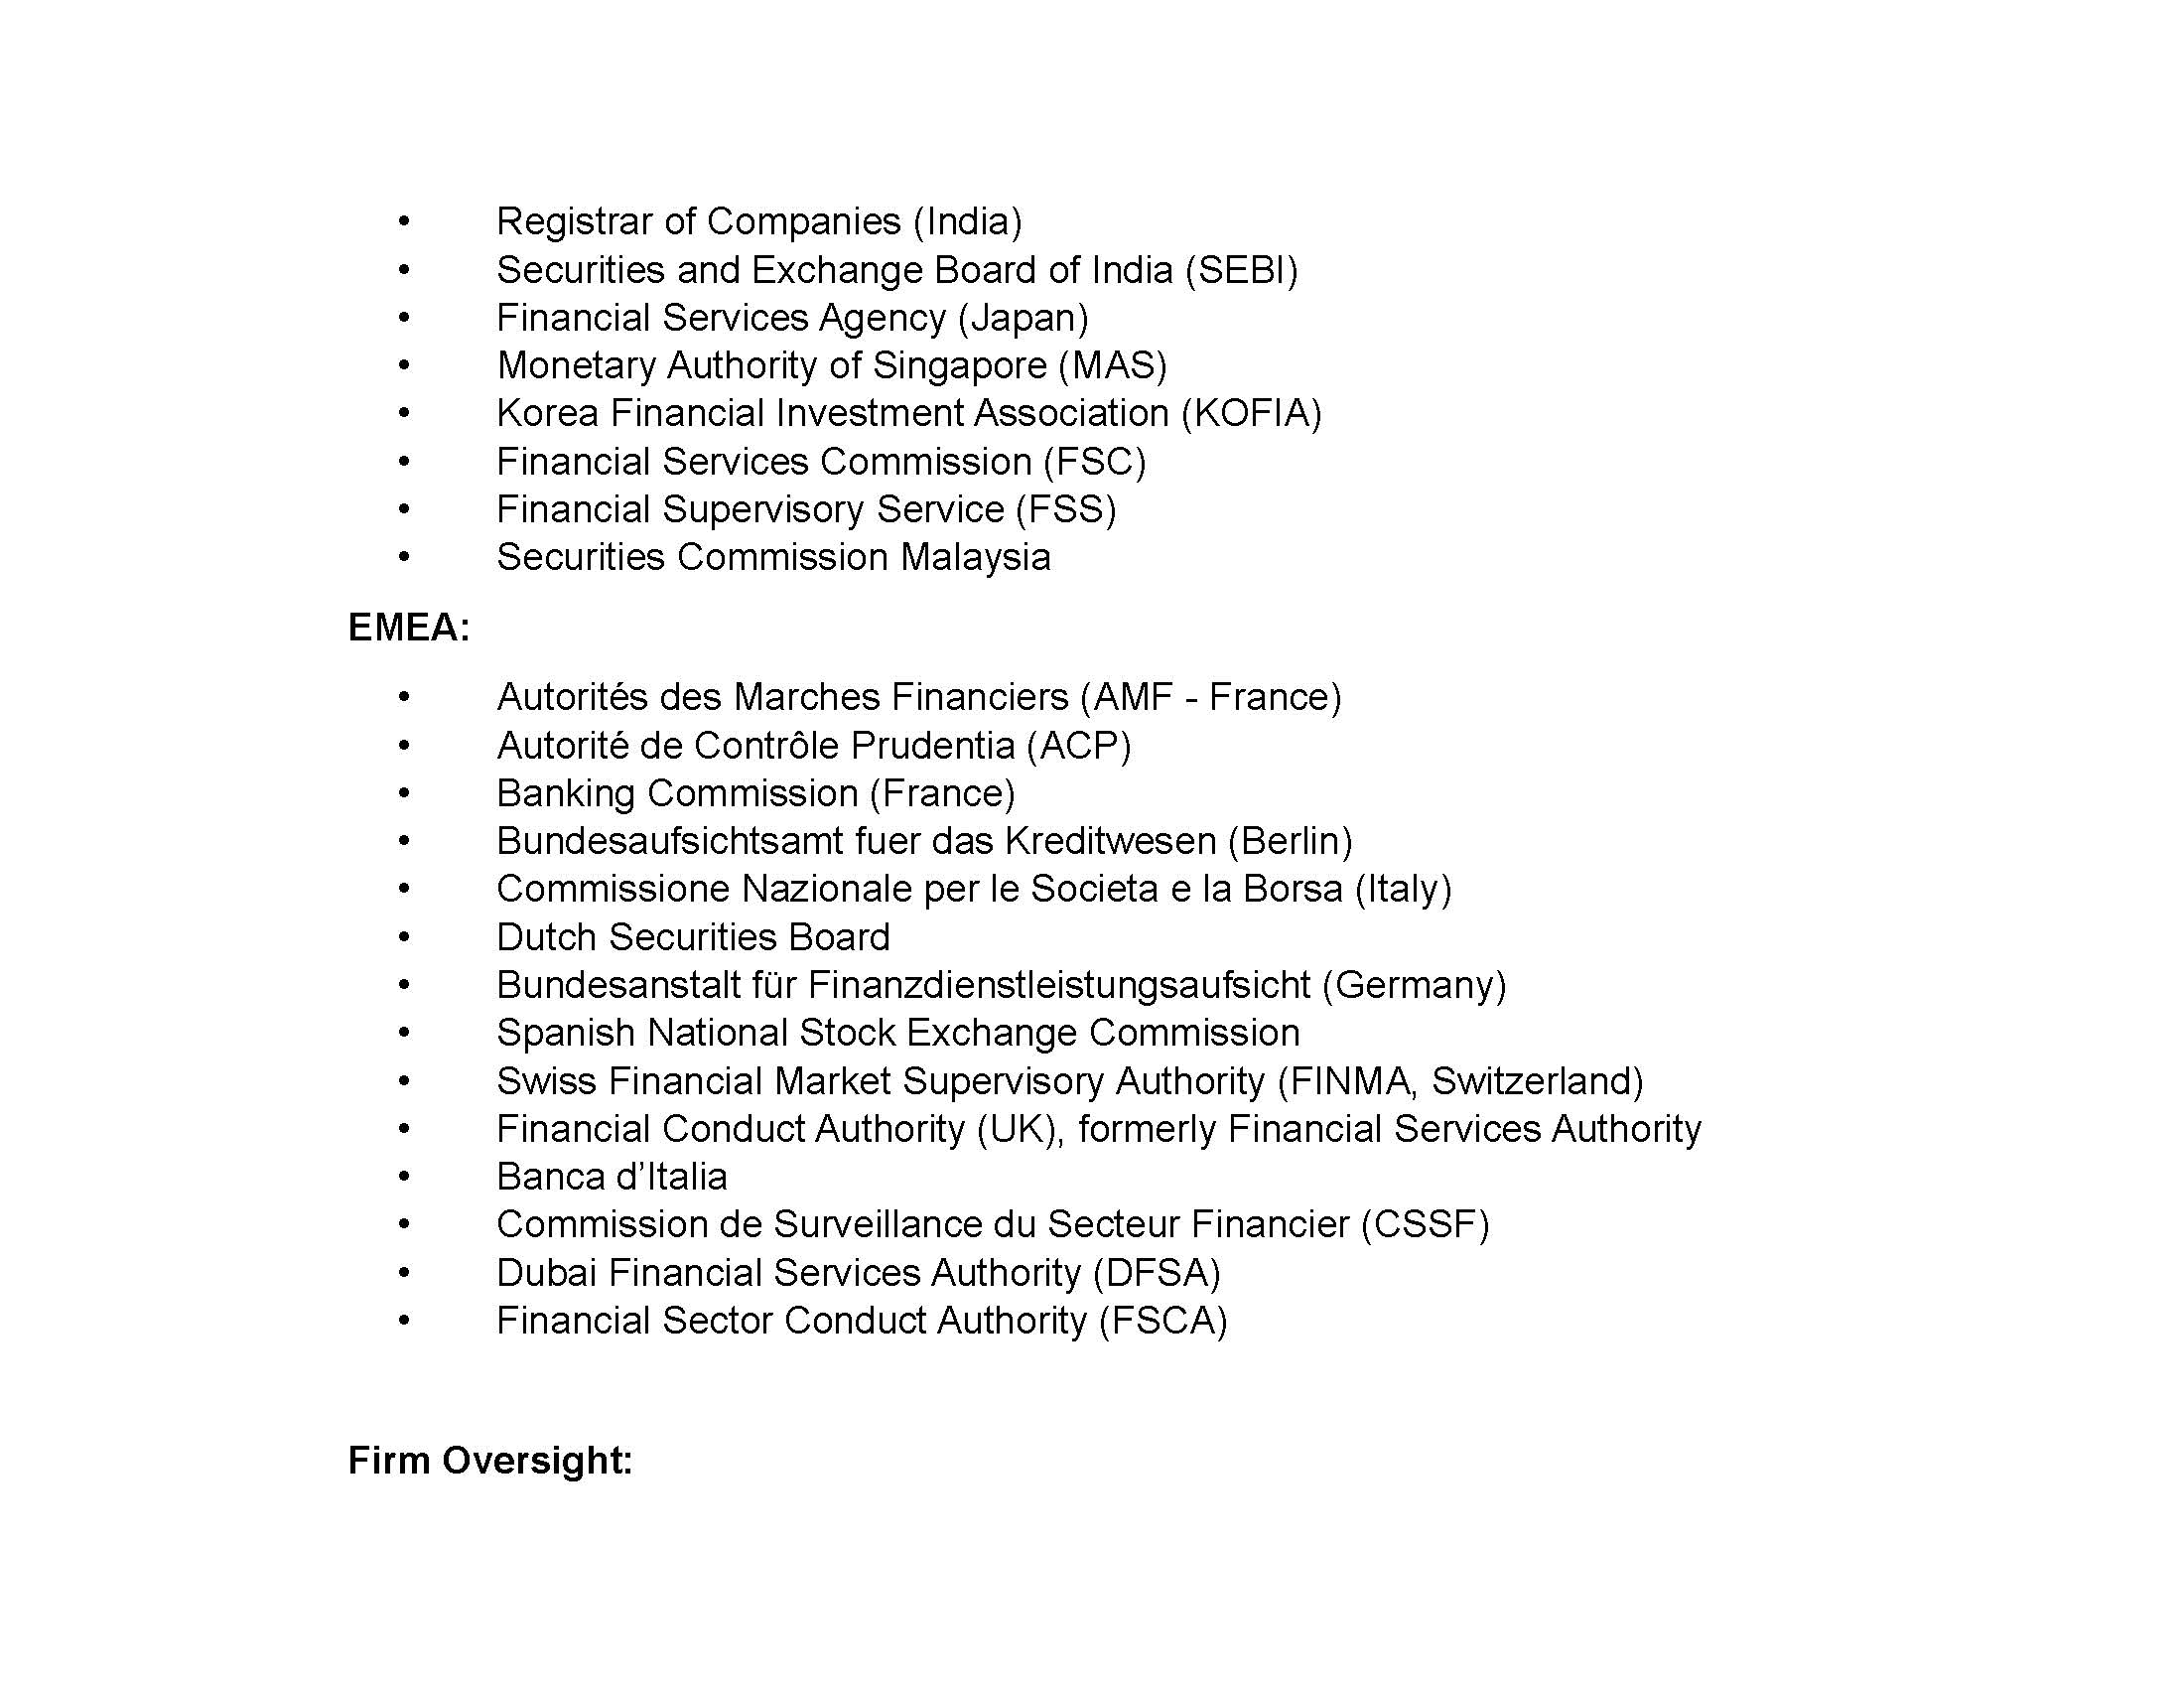 • Registrar of Companies (India)
• Securities and Exchange Board of India (SEBI)
• Financial Services Agency (Japan)
• Monetary Authority of Singapore (MAS)
• Korea Financial Investment Association (KOFIA)
• Financial Services Commission (FSC)
• Financial Supervisory Service (FSS)
• Securities Commission Malaysia
EMEA:
• Autorités des Marches Financiers (AMF - France)
• Autorité de Contrôle Prudentia (ACP)
• Banking Commission (France)
• Bundesaufsichtsamt fuer das Kreditwesen (Berlin)
• Commissione Nazionale per le Societa e la Borsa (Italy)
• Dutch Securities Board
• Bundesanstalt für Finanzdienstleistungsaufsicht (Germany)
• Spanish National Stock Exchange Commission
• Swiss Financial Market Supervisory Authority (FINMA, Switzerland)
• Financial Conduct Authority (UK), formerly Financial Services Authority
• Banca d’Italia
• Commission de Surveillance du Secteur Financier (CSSF)
• Dubai Financial Services Authority (DFSA)
• Financial Sector Conduct Authority (FSCA)
Firm Oversight: